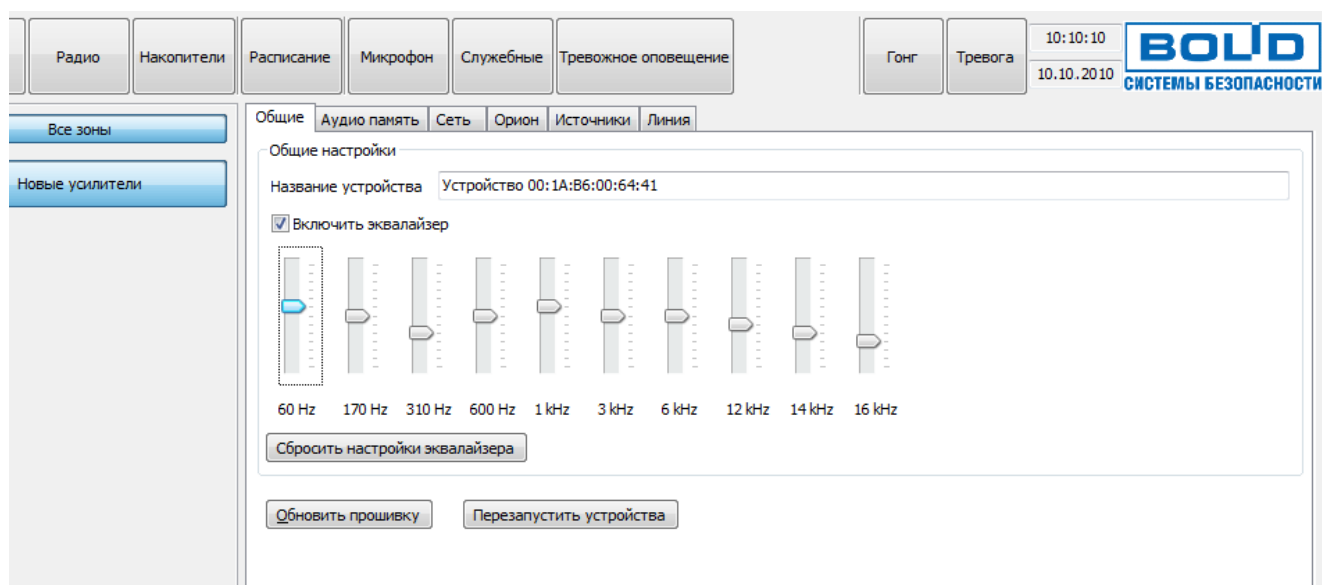 Радио Накопители Расписание Микрофон Служебные Тревожное оповещение Гонг Тревога 10:10:10
10.10.2010
BOLID
СИСТЕМЫ БЕЗОПАСНОСТИ
Все зоны
Новые усилители
Общие Аудио память Сеть Орион Источники Линия
Общие настройки
Название устройства Устройство 00:1A:B6:00:64:41
Включить эквалайзер
60 Hz 170 Hz 310 Hz 600 Hz 1 kHz 3 kHz 6 kHz 12 kHz 14 kHz 16 kHz
Сбросить настройки эквалайзера
Обновить прошивку Перезапустить устройства